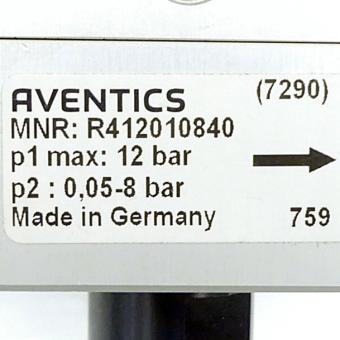 AVENTICS (7290)
MNR: R412010840
p1 max: 12 bar
p2 : 0,05-8 bar
Made in Germany 759